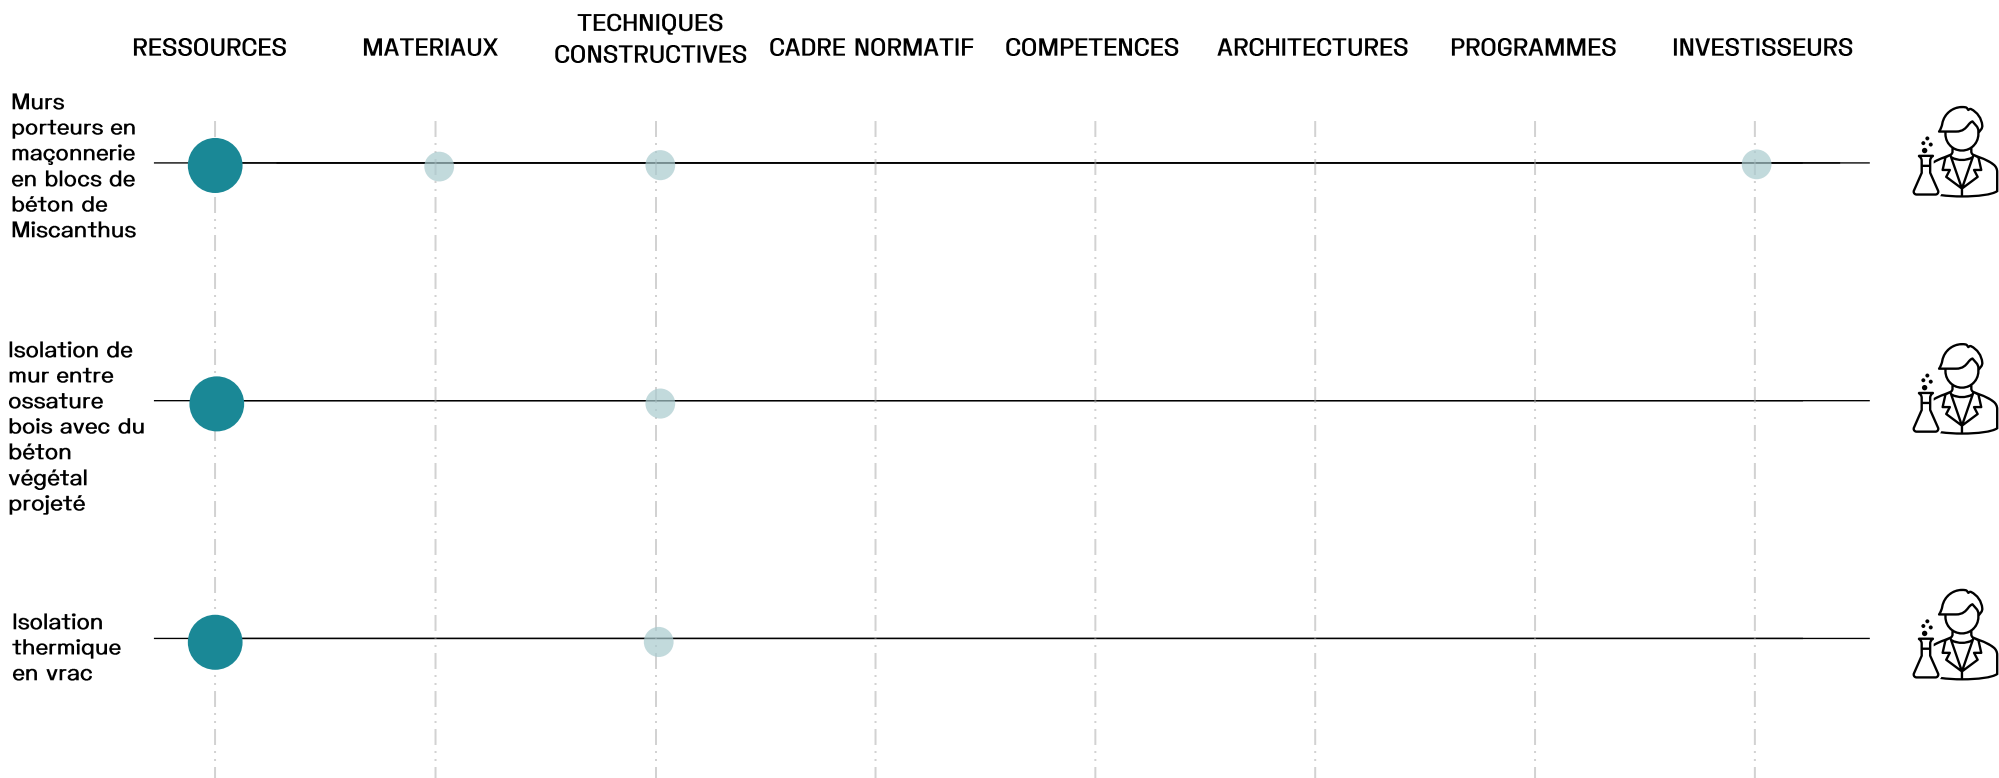 RESSOURCES
MATERIAUX
TECHNIQUES
CONSTRUCTIVES
CADRE NORMATIF
COMPETENCES
ARCHITECTURES
PROGRAMMES
INVESTISSEURS
Murs
porteurs en
maçonnerie
en blocs de
béton de
Miscanthus
Isolation de
mur entre
ossature
bois avec du
béton
végétal
projeté
Isolation
thermique
en vrac